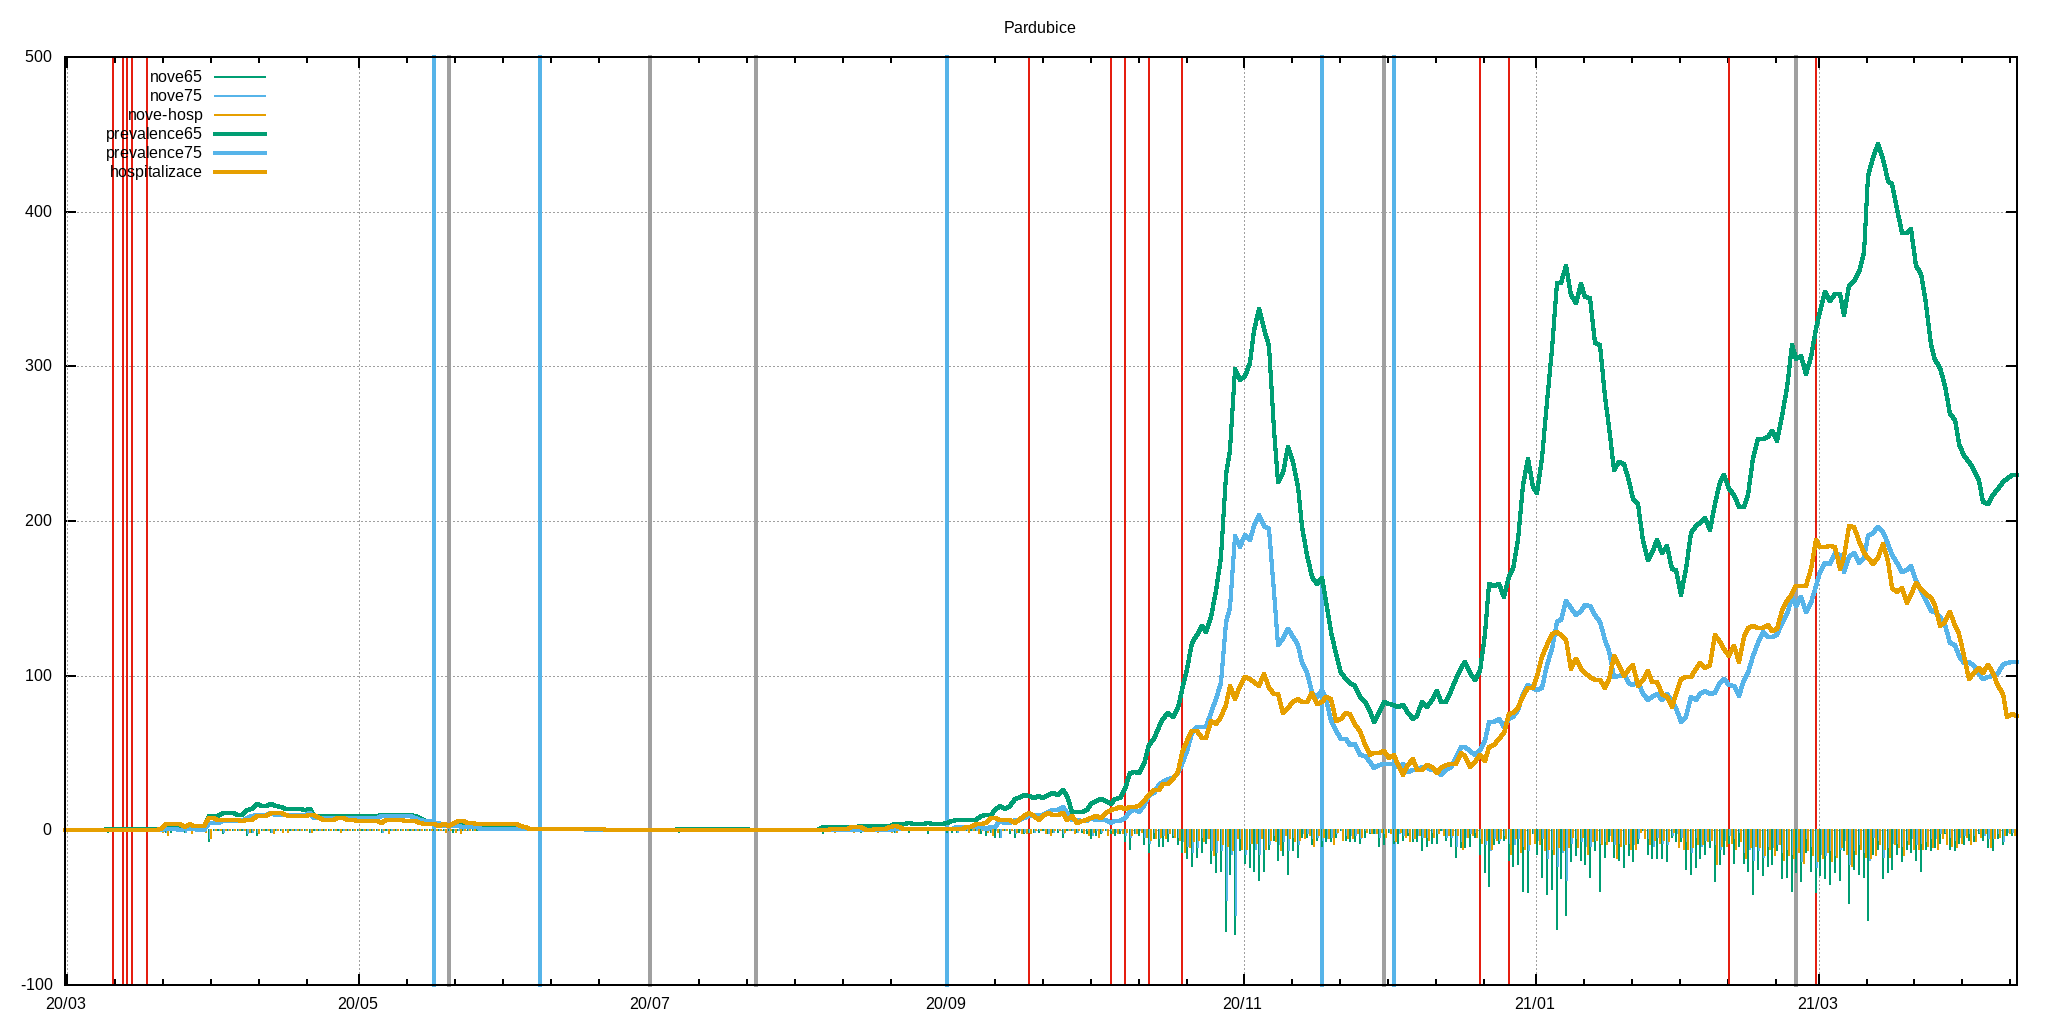 Pardubice
500
nove65
nove75
nove-hosp
prevalence65
prevalence75
hospitalizace
400
300
200
100
0
-100
20/03 20/05 20/07 20/09 20/11 21/01 21/03